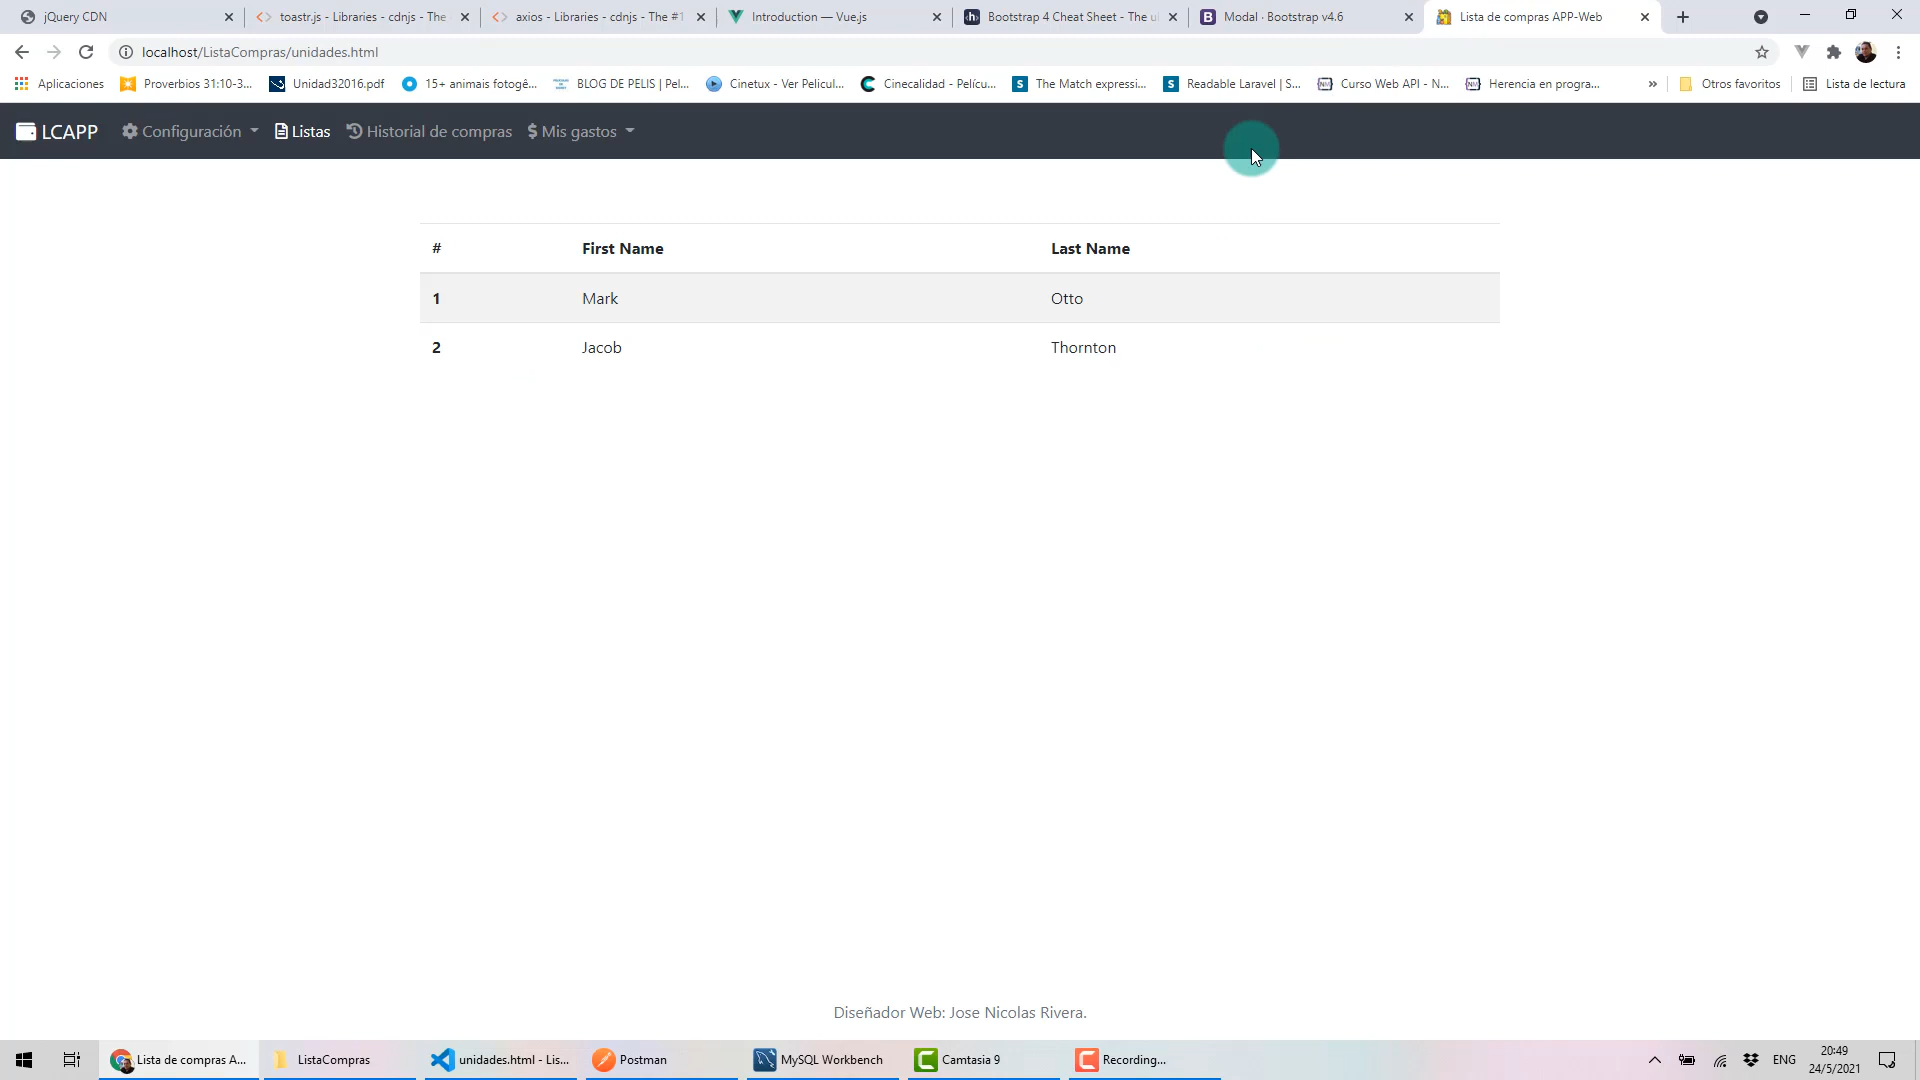 jQuery CDN
toastr.js - Libraries - cdnjs - The
axios - Libraries - cdnjs - The #1
Introduction — Vue.js
Bootstrap 4 Cheat Sheet - The u
Modal · Bootstrap v4.6
Lista de compras APP-Web
localhost/ListaCompras/unidades.html
Aplicaciones
Proverbios 31:10-3...
Unidad32016.pdf
15+ animais fotogê...
BLOG DE PELIS | Pel...
Cinetux - Ver Pelicul...
Cinecalidad - Pelícu...
The Match expressi...
Readable Laravel | S...
Curso Web API - N...
Herencia en progra...
»
Otros favoritos
Lista de lectura
LCAPP
Configuración
Listas
Historial de compras
$ Mis gastos
# First Name Last Name
1 Mark Otto
2 Jacob Thornton
Diseñador Web: Jose Nicolas Rivera.
Lista de compras A...
ListaCompras
unidades.html - Lis...
Postman
MySQL Workbench
Camtasia 9
Recording...
ENG
20:49
24/5/2021